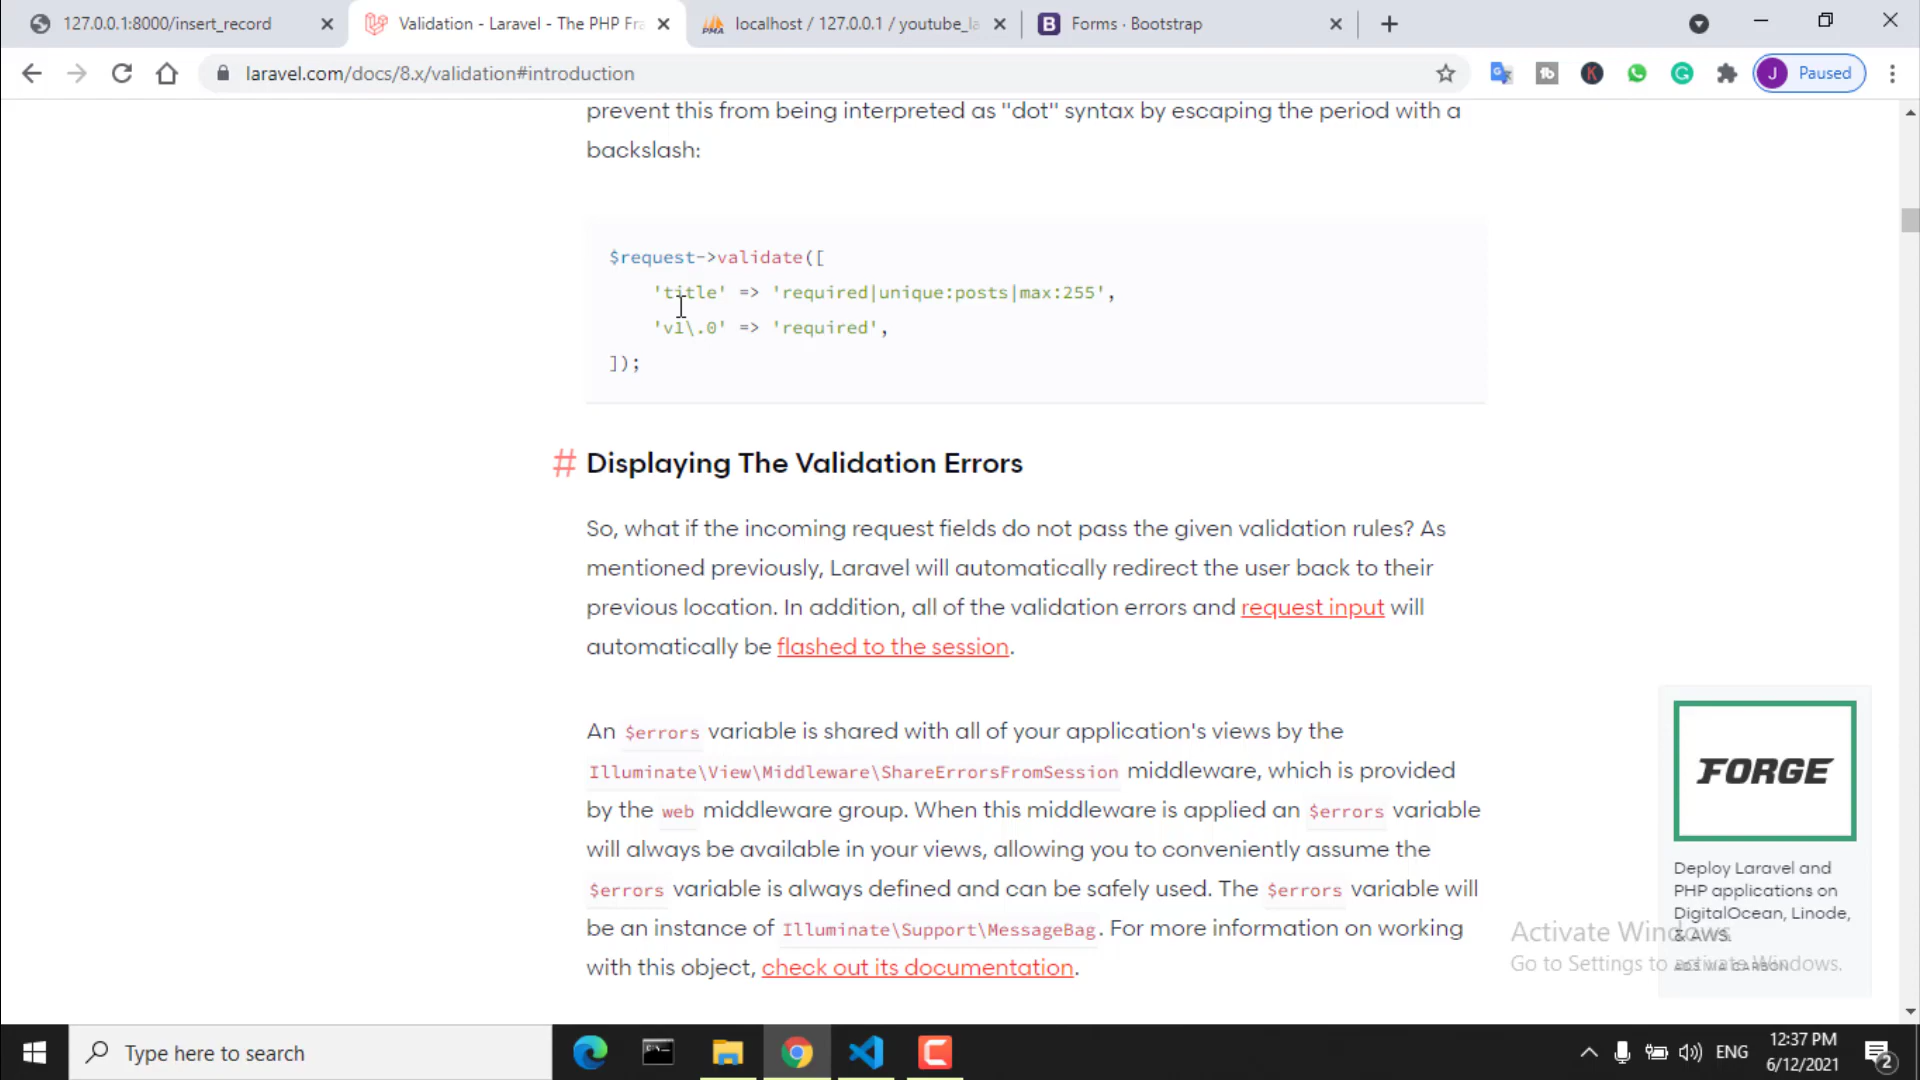 127.0.0.1:8000/insert_record
Validation - Laravel - The PHP Fra
localhost / 127.0.0.1 / youtube_la
Forms · Bootstrap
laravel.com/docs/8.x/validation#introduction
J Paused
prevent this from being interpreted as "dot" syntax by escaping the period with a
backslash:
$request->validate([
'title' => 'required|unique:posts|max:255',
'v1\.0' => 'required',
]);
# Displaying The Validation Errors
So, what if the incoming request fields do not pass the given validation rules? As
mentioned previously, Laravel will automatically redirect the user back to their
previous location. In addition, all of the validation errors and request input will
automatically be flashed to the session.
An $errors variable is shared with all of your application's views by the
Illuminate\View\Middleware\ShareErrorsFromSession middleware, which is provided
by the web middleware group. When this middleware is applied an $errors variable
will always be available in your views, allowing you to conveniently assume the
$errors variable is always defined and can be safely used. The $errors variable will
be an instance of Illuminate\Support\MessageBag. For more information on working
with this object, check out its documentation.
FORGE
Deploy Laravel and
PHP applications on
DigitalOcean, Linode,
& AWS.
ADS VIA CARBON
Activate Windows
Go to Settings to activate Windows.
Type here to search
ENG
12:37 PM
6/12/2021
2